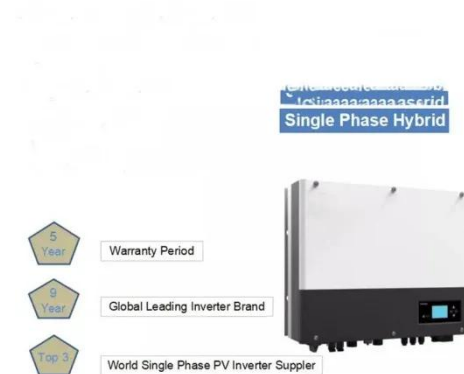 Single Phase Hybrid
5
Year
Warranty Period
9
Year
Global Leading Inverter Brand
Top 3
World Single Phase PV Inverter Suppler